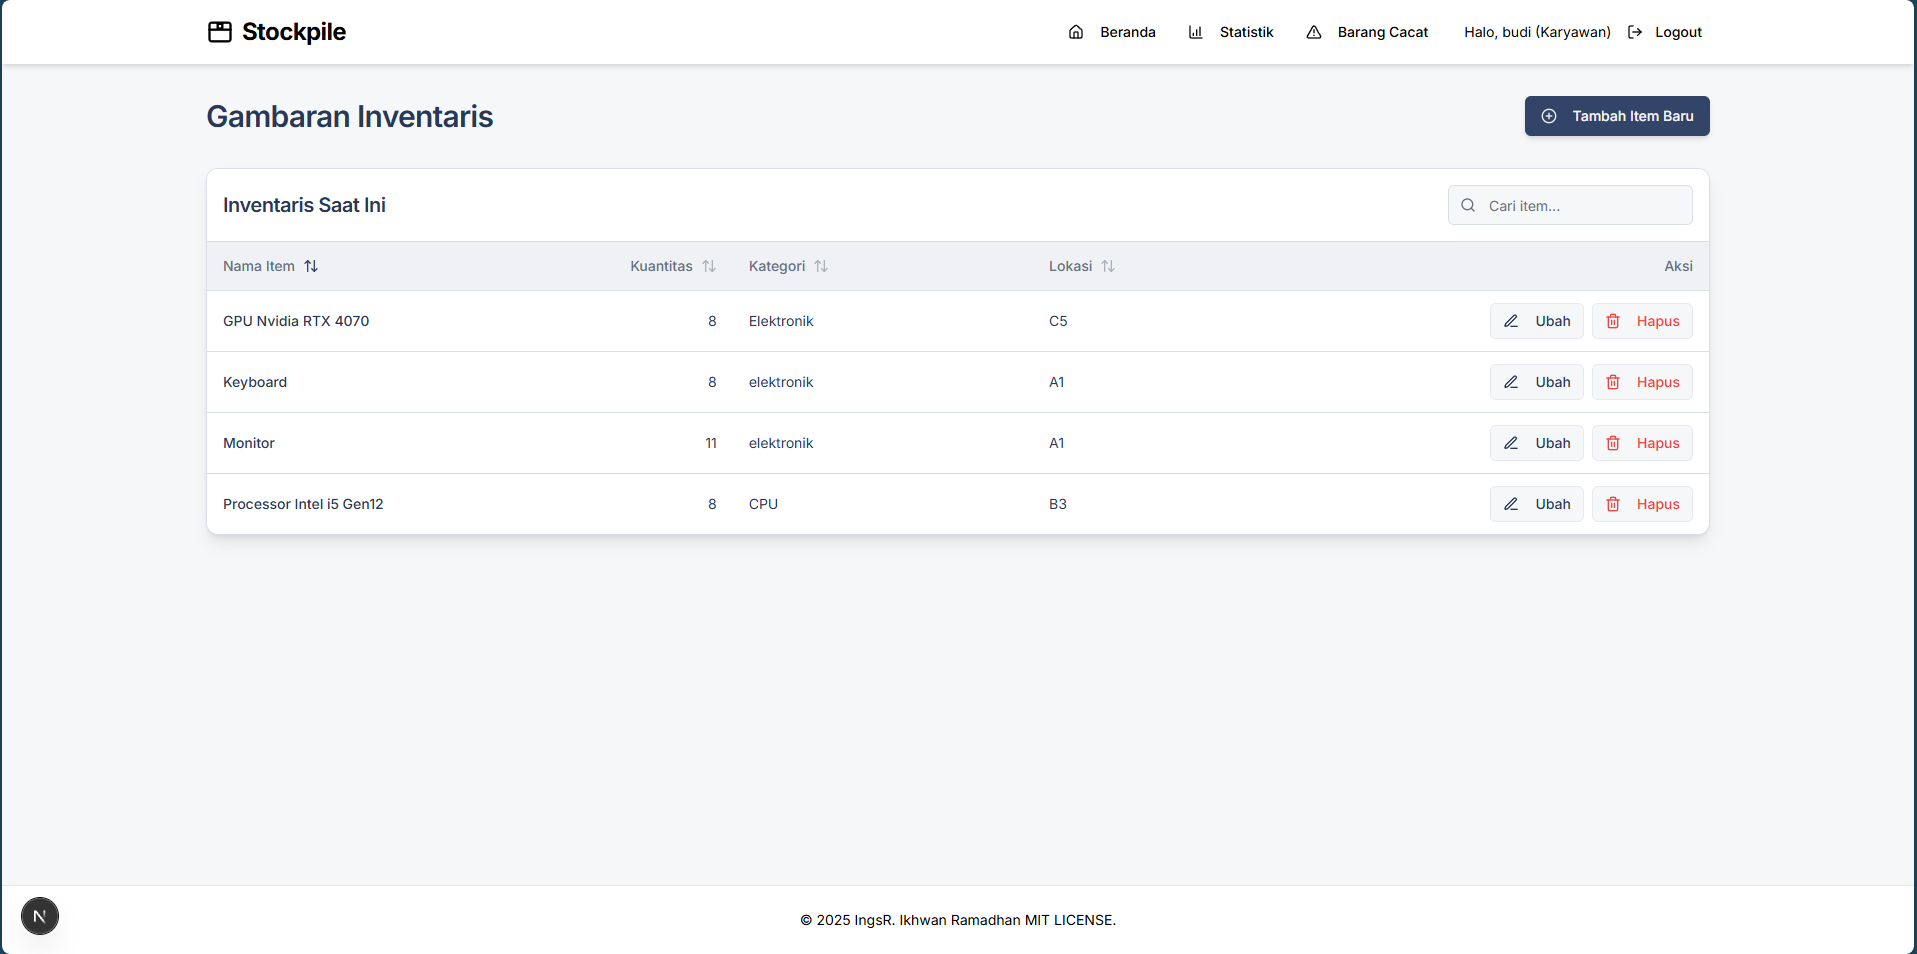 Stockpile Beranda Statistik Barang Cacat Halo, budi (Karyawan) Logout
Gambaran Inventaris Tambah Item Baru
Inventaris Saat Ini Cari item...
Nama Item Kuantitas Kategori Lokasi Aksi
GPU Nvidia RTX 4070 8 Elektronik C5 Ubah Hapus
Keyboard 8 elektronik A1 Ubah Hapus
Monitor 11 elektronik A1 Ubah Hapus
Processor Intel i5 Gen12 8 CPU B3 Ubah Hapus
N
© 2025 IngsR. Ikhwan Ramadhan MIT LICENSE.